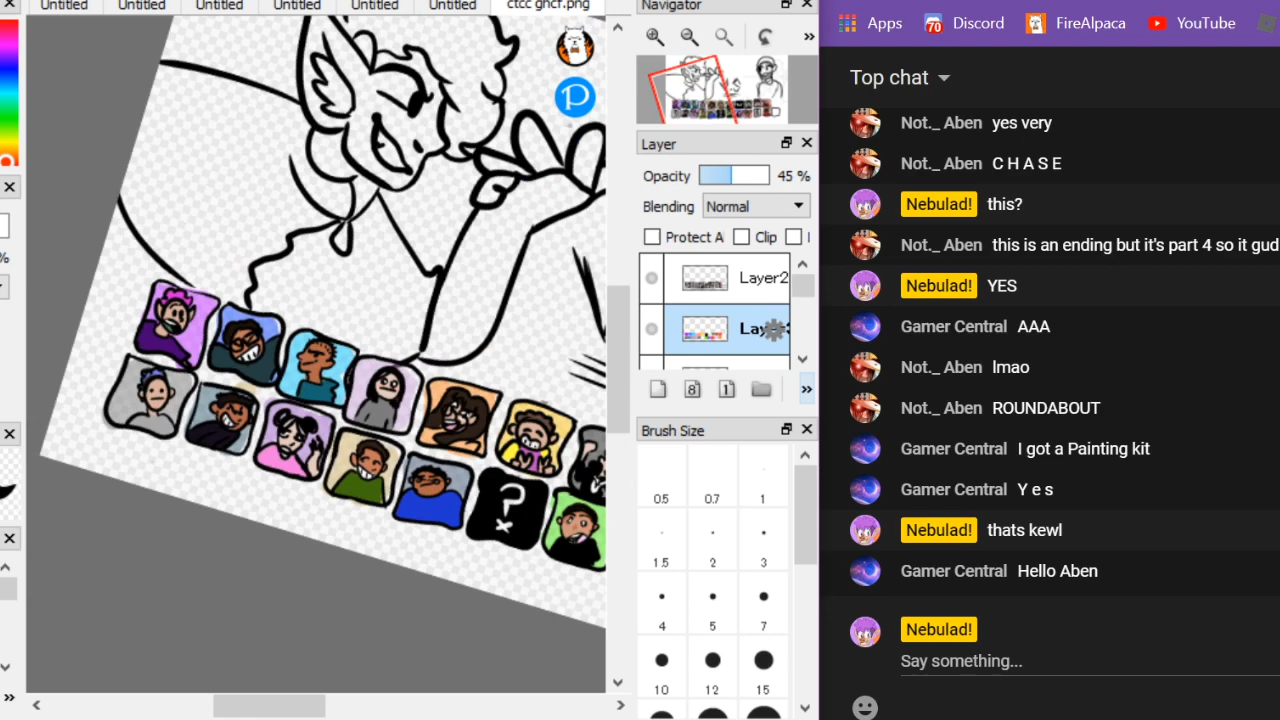 Untitled Untitled Untitled Untitled Untitled Untitled ctcc ghcf.png
Navigator
Apps 70 Discord FireAlpaca YouTube
Top chat
Layer
Opacity 45 %
Blending Normal
Protect A Clip
Layer2
%
8 1
Brush Size
0.5 0.7 1
1.5 2 3
4 5 7
10 12 15
?
P
Not._ Aben yes very
Not._ Aben C H A S E
Nebulad! this?
Not._ Aben this is an ending but it's part 4 so it gud
Nebulad! YES
Gamer Central AAA
Not._ Aben lmao
Not._ Aben ROUNDABOUT
Gamer Central I got a Painting kit
Gamer Central Y e s
Nebulad! thats kewl
Gamer Central Hello Aben
Nebulad!
Say something...